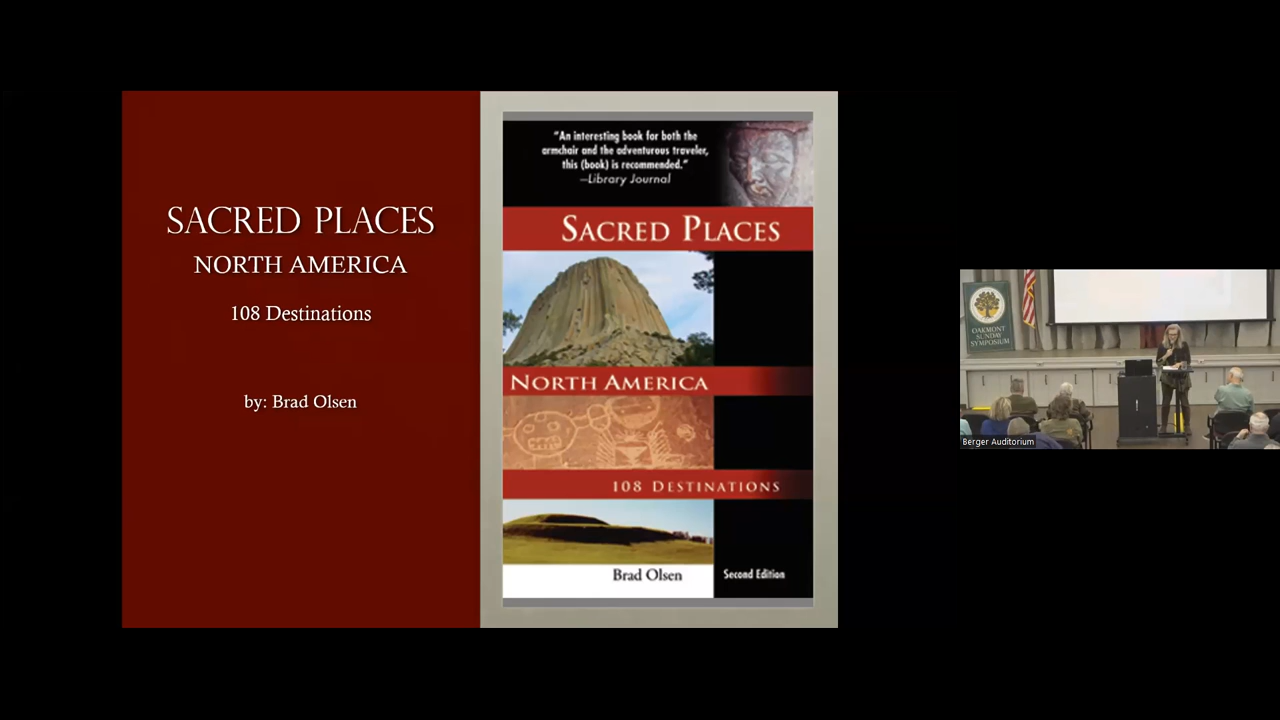 SACRED PLACES
NORTH AMERICA
108 Destinations
by: Brad Olsen
"An interesting book for both the
armchair and the adventurous traveler,
this (book) is recommended."
—Library Journal
SACRED PLACES
NORTH AMERICA
108 DESTINATIONS
Brad Olsen
Second Edition
OAKMONT
SUNDAY
SYMPOSIUM
Berger Auditorium